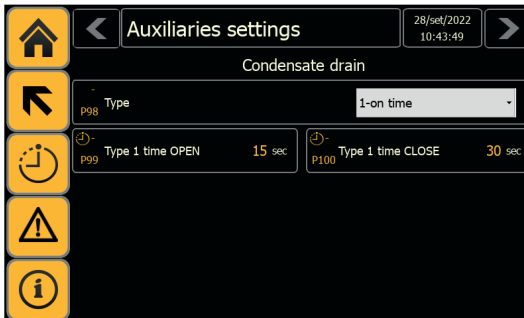 Auxiliaries settings
28/set/2022
10:43:49
Condensate drain
-
P98 Type 1-on time
-
P99 Type 1 time OPEN 15 sec
-
P100 Type 1 time CLOSE 30 sec